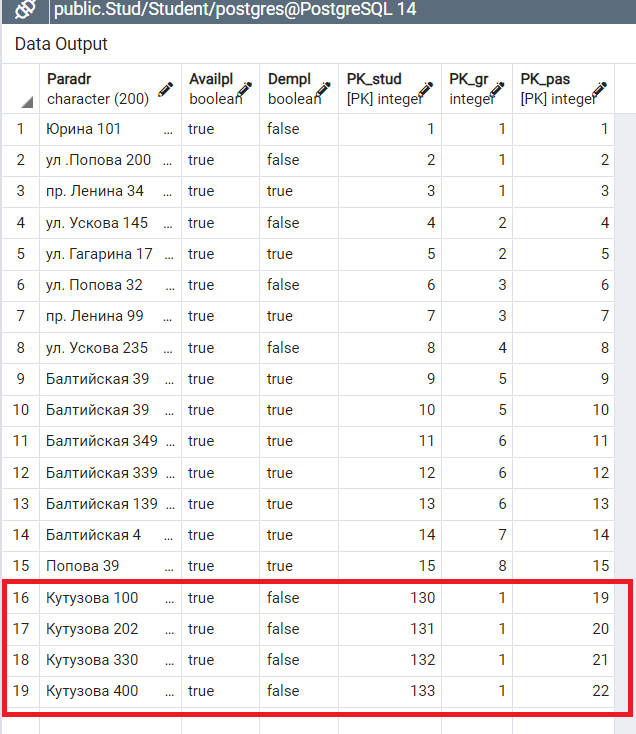 public.Stud/Student/postgres@PostgreSQL 14
Data Output
Paradr Availpl Dempl PK_stud PK_gr PK_pas
character (200) boolean boolean [PK] integer integer [PK] integer
1 Юрина 101 ... true false 1 1 1
2 ул .Попова 200 ... true false 2 1 2
3 пр. Ленина 34 ... true true 3 1 3
4 ул. Ускова 145 ... true false 4 2 4
5 ул. Гагарина 17 ... true true 5 2 5
6 ул. Попова 32 ... true false 6 3 6
7 пр. Ленина 99 ... true true 7 3 7
8 ул. Ускова 235 ... true false 8 4 8
9 Балтийская 39 ... true true 9 5 9
10 Балтийская 39 ... true true 10 5 10
11 Балтийская 349 ... true true 11 6 11
12 Балтийская 339 ... true true 12 6 12
13 Балтийская 139 ... true true 13 6 13
14 Балтийская 4 ... true true 14 7 14
15 Попова 39 ... true true 15 8 15
16 Кутузова 100 ... true false 130 1 19
17 Кутузова 202 ... true false 131 1 20
18 Кутузова 330 ... true false 132 1 21
19 Кутузова 400 ... true false 133 1 22